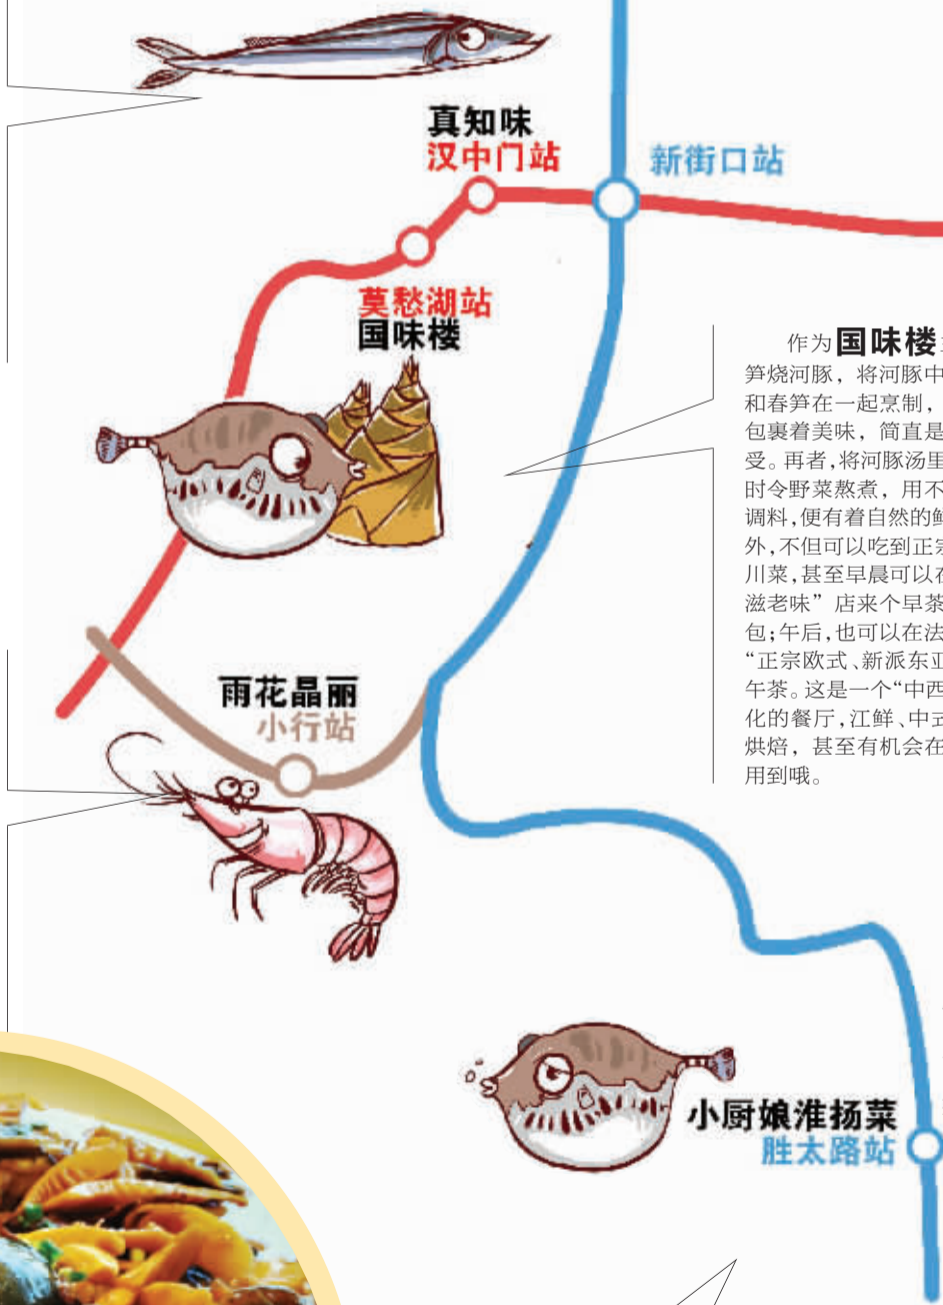 真知味
汉中门站
新街口站
莫愁湖站
国味楼
作为国味楼
笋烧河豚，将河豚中
和春笋在一起烹制，
包裹着美味，简直是
受。再者，将河豚汤里
时令野菜熬煮，用不
调料，便有着自然的鲜
外，不但可以吃到正宗
川菜，甚至早晨可以在
滋老味”店来个早茶
包；午后，也可以在法
“正宗欧式、新派东亚
午茶。这是一个“中西
化的餐厅，江鲜、中式
烘焙，甚至有机会在
用到哦。
雨花晶丽
小行站
小厨娘淮扬菜
胜太路站